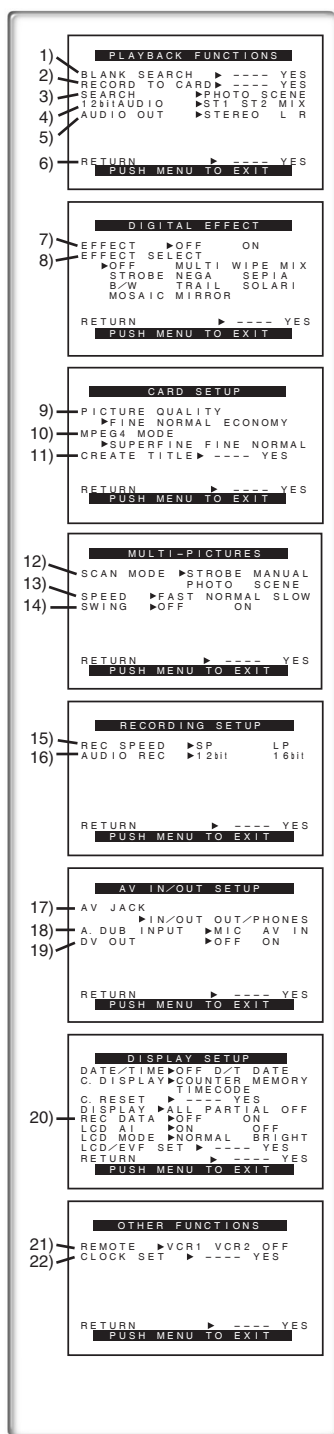 PLAYBACK FUNCTIONS
1) BLANK SEARCH ▶ ---- YES
2) RECORD TO CARD▶ ---- YES
3) SEARCH ▶PHOTO SCENE
4) 12bitAUDIO ▶ST1 ST2 MIX
5) AUDIO OUT ▶STEREO L R
6) RETURN ▶ ---- YES
PUSH MENU TO EXIT
DIGITAL EFFECT
7) EFFECT ▶OFF ON
8) EFFECT SELECT
▶OFF MULTI WIPE MIX
STROBE NEGA SEPIA
B/W TRAIL SOLARI
MOSAIC MIRROR
RETURN ▶ ---- YES
PUSH MENU TO EXIT
CARD SETUP
9) PICTURE QUALITY
▶FINE NORMAL ECONOMY
10) MPEG4 MODE
▶SUPERFINE FINE NORMAL
11) CREATE TITLE▶ ---- YES
RETURN ▶ ---- YES
PUSH MENU TO EXIT
MULTI-PICTURES
12) SCAN MODE ▶STROBE MANUAL
PHOTO SCENE
13) SPEED ▶FAST NORMAL SLOW
14) SWING ▶OFF ON
RETURN ▶ ---- YES
PUSH MENU TO EXIT
RECORDING SETUP
15) REC SPEED ▶SP LP
16) AUDIO REC ▶12bit 16bit
RETURN ▶ ---- YES
PUSH MENU TO EXIT
AV IN/OUT SETUP
17) AV JACK
▶IN/OUT OUT/PHONES
18) A. DUB INPUT ▶MIC AV IN
19) DV OUT ▶OFF ON
RETURN ▶ ---- YES
PUSH MENU TO EXIT
DISPLAY SETUP
DATE/TIME▶OFF D/T DATE
C. DISPLAY▶COUNTER MEMORY
TIMECODE
C. RESET ▶ ---- YES
DISPLAY ▶ALL PARTIAL OFF
20) REC DATA ▶OFF ON
LCD AI ▶ON OFF
LCD MODE ▶NORMAL BRIGHT
LCD/EVF SET ▶ ---- YES
RETURN ▶ ---- YES
PUSH MENU TO EXIT
OTHER FUNCTIONS
21) REMOTE ▶VCR1 VCR2 OFF
22) CLOCK SET ▶ ---- YES
RETURN ▶ ---- YES
PUSH MENU TO EXIT